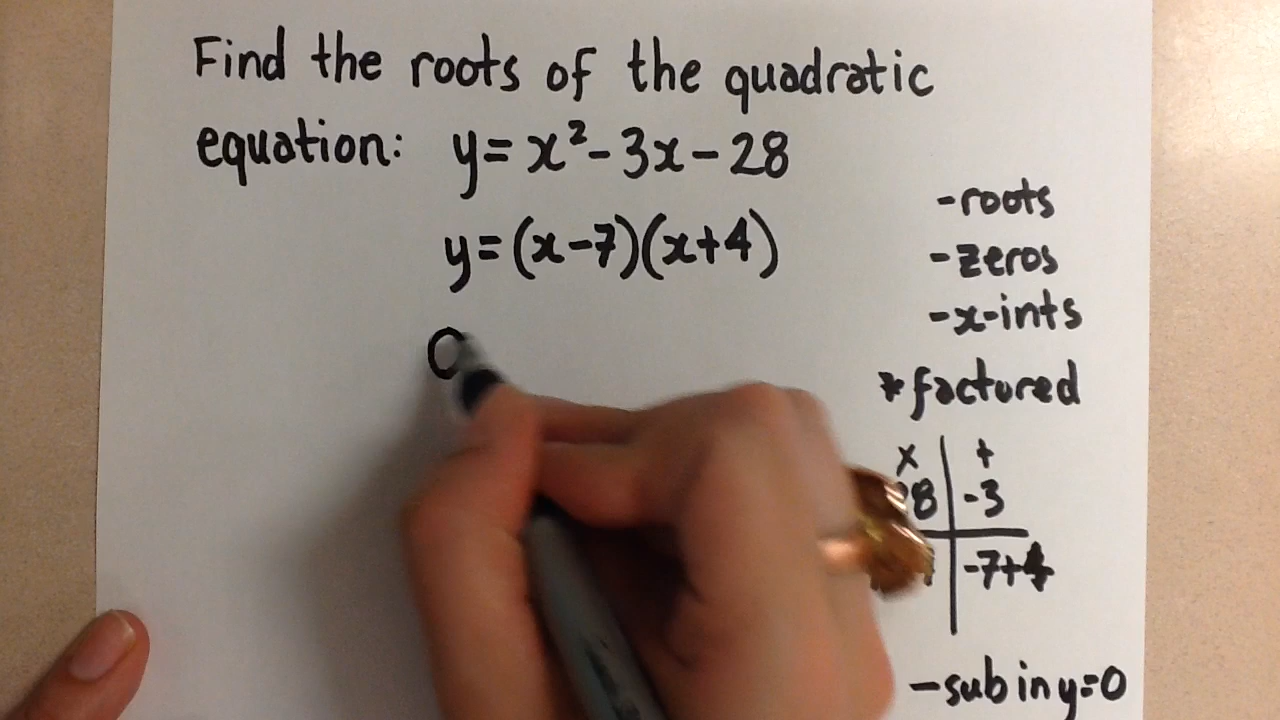 Find the roots of the quadratic
equation: y=x²-3x-28
y=(x-7)(x+4)
0
-roots
-zeros
-x-ints
*factored
x +
8 -3
-7+4
-sub in y=0